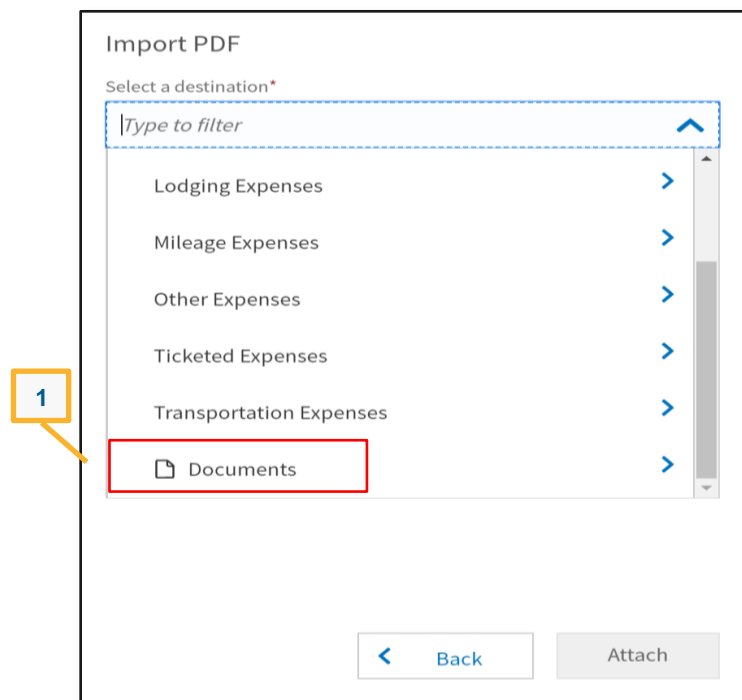 Import PDF
Select a destination*
Type to filter
Lodging Expenses
Mileage Expenses
Other Expenses
Ticketed Expenses
Transportation Expenses
1
Documents
Back
Attach